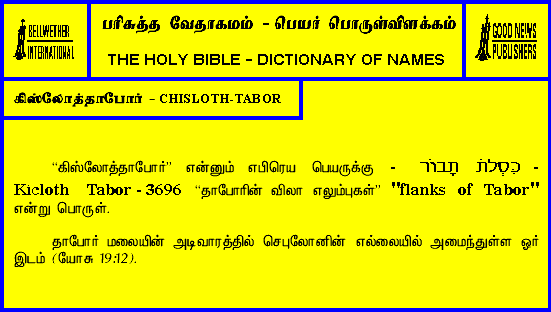 BELLWETHER
INTERNATIONAL
பரிசுத்த வேதாகமம் - பெயர் பொருள்விளக்கம்
THE HOLY BIBLE – DICTIONARY OF NAMES
GOOD NEWS
PUBLISHERS
கிஸ்லோத்தாபோர் – CHISLOTH-TABOR
“கிஸ்லோத்தாபோர்” என்னும் எபிரெய பெயருக்கு - כִּסְלֹת תָּבוֹר -
Kicloth Tabor - 3696 “தாபோரின் விலா எலும்புகள்” "flanks of Tabor"
என்று பொருள்.
தாபோர் மலையின் அடிவாரத்தில் செபுலோனின் எல்லையில் அமைந்துள்ள ஓர்
இடம் (யோசு 19:12).